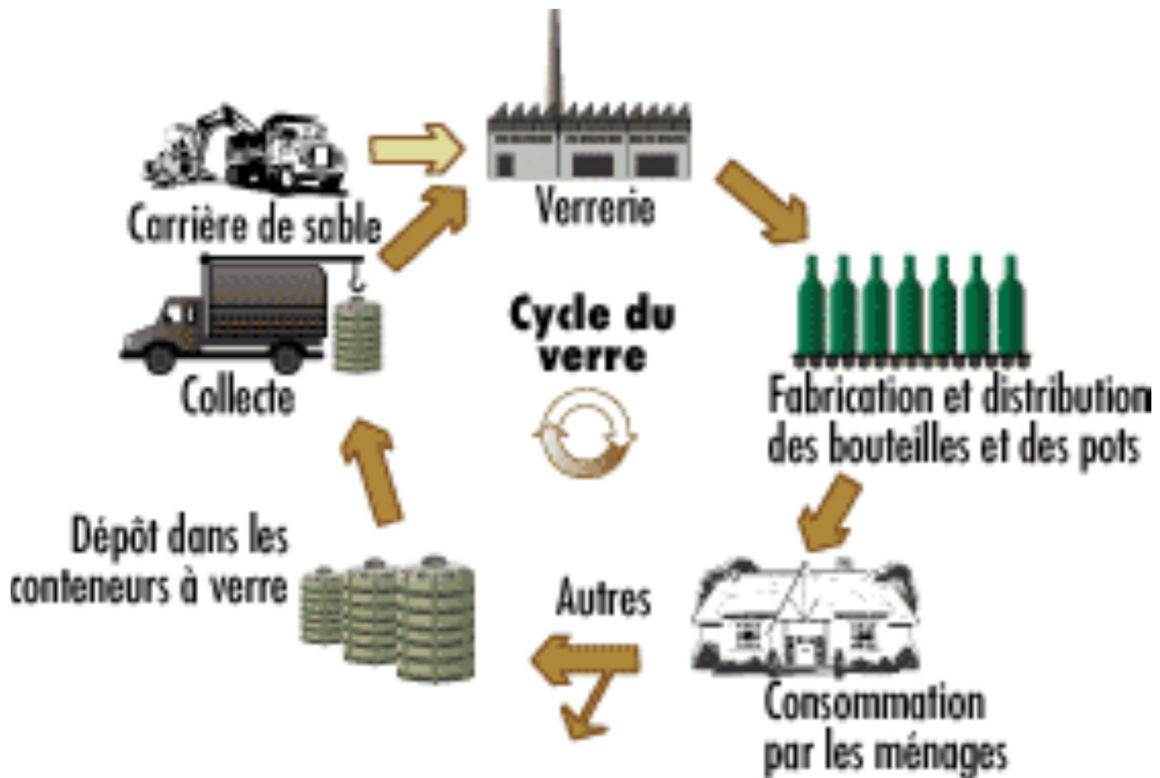 Carrière de sable
Verrerie
Collecte
Cycle du
verre
Fabrication et distribution
des bouteilles et des pots
Dépôt dans les
conteneurs à verre
Autres
Consommation
par les ménages